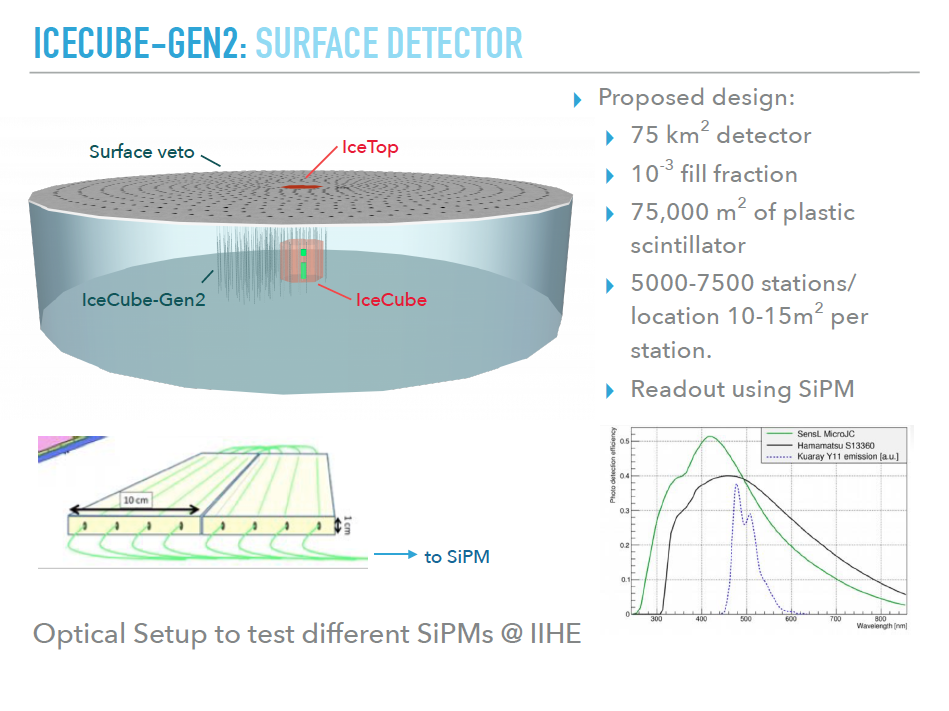 ICECUBE-GEN2: SURFACE DETECTOR
Proposed design:
75 km² detector
10⁻³ fill fraction
75,000 m² of plastic
scintillator
5000-7500 stations/
location 10-15m² per
station.
Readout using SiPM
Surface veto
IceTop
IceCube-Gen2
IceCube
10 cm
1 cm
to SiPM
Photo detection efficiency
0.5
0.4
0.3
0.2
0.1
0
SensL MicroJC
Hamamatsu S13360
Kuaray Y11 emission [a.u.]
300 400 500 600 700 800
Wavelength [nm]
Optical Setup to test different SiPMs @ IIHE